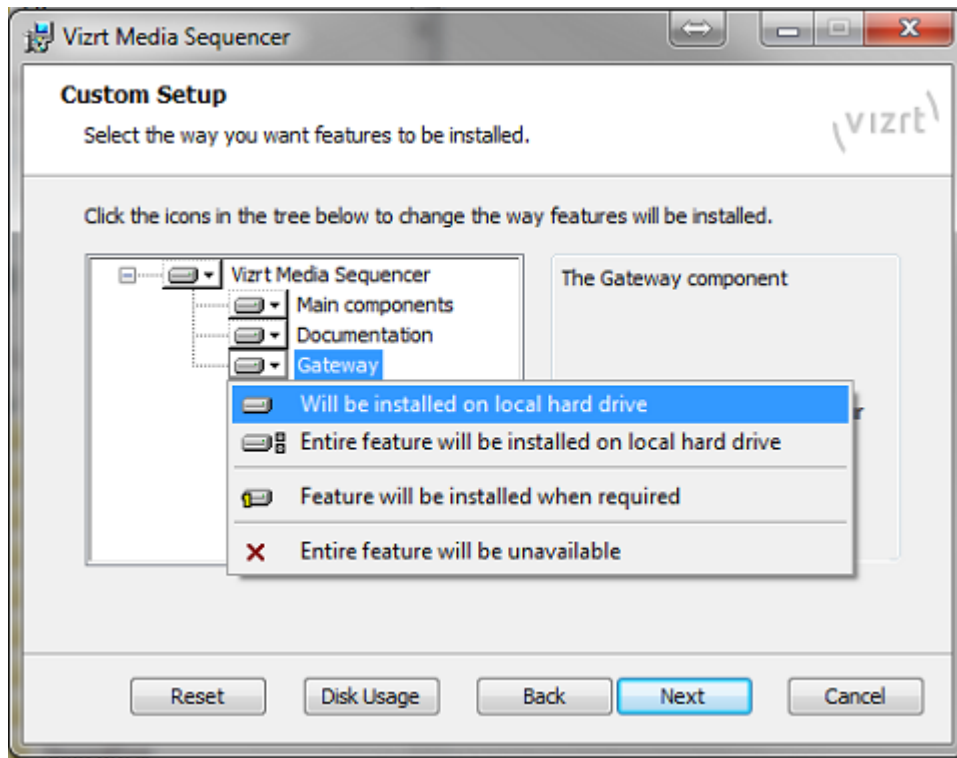 Vizrt Media Sequencer
Custom Setup
Select the way you want features to be installed.
vizrt
Click the icons in the tree below to change the way features will be installed.
Vizrt Media Sequencer
Main components
Documentation
Gateway
The Gateway component
Will be installed on local hard drive
Entire feature will be installed on local hard drive
Feature will be installed when required
Entire feature will be unavailable
Reset Disk Usage Back Next Cancel